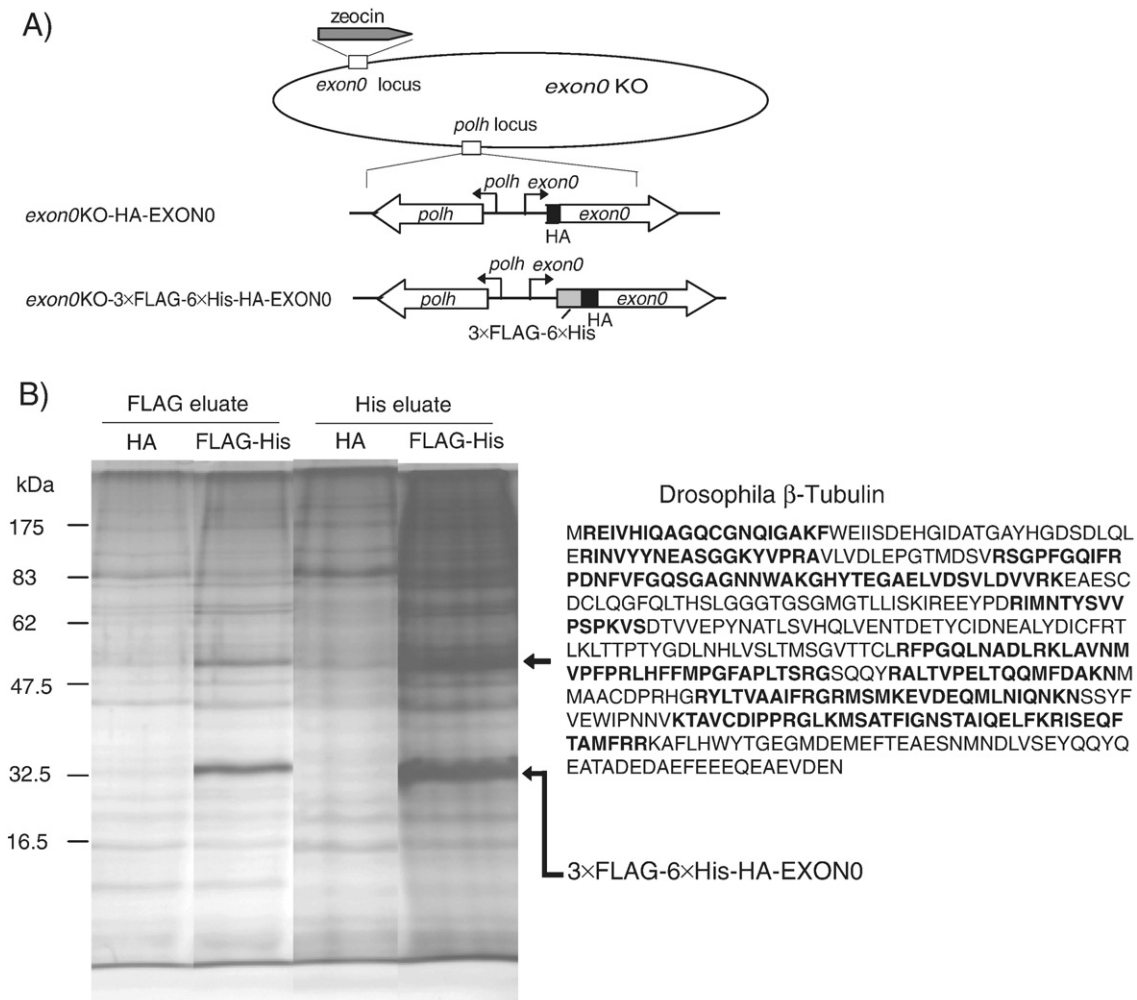 A)
zeocin
exon0 locus
exon0 KO
polh locus
polh exon0
exon0KO-HA-EXON0
polh
exon0
HA
polh exon0
exon0KO-3×FLAG-6×His-HA-EXON0
polh
exon0
HA
3×FLAG-6×His
B)
FLAG eluate
His eluate
HA
FLAG-His
HA
FLAG-His
kDa
175
83
62
47.5
32.5
16.5
Drosophila β-Tubulin
MREIVHIQAGQCGNQIGAKFWEIISDEHGIDATGAYHGDSDLQL
ERINVYYNEASGGKYVPRAVLVDLEPGTMDSVRSGPFGQIFR
PDNFVFGQSGAGNNWAKGHYTEGAELVDSVLDVVRKEAESC
DCLQGFQLTHSLGGGTGSGMGTLLISKIREEYPDRIMNTYSVV
PSPKVSDTVVEPYNATLSVHQLVENTDETYCIDNEALYDICFRT
LKLTTPTYGDLNHLVSLTMSGVTTCLRFPGQLNADLRKLAVNM
VPFPRLHFFMPGFAPLTSRGSQQYRALTVPELTQQMFDAKNM
MAACDPRHGRYLTVAAIFRGRMSMKEVDEQMLNIQNKNSSYF
VEWIPNNVKTAVCDIPPRGLKMSATFIGNSTAIQELFKRISEQF
TAMFRRKAFLHWYTGEGMDEMEFTEAESNMNDLVSEYQQYQ
EATADEDAEFEEEQEAEVDEN
3×FLAG-6×His-HA-EXON0